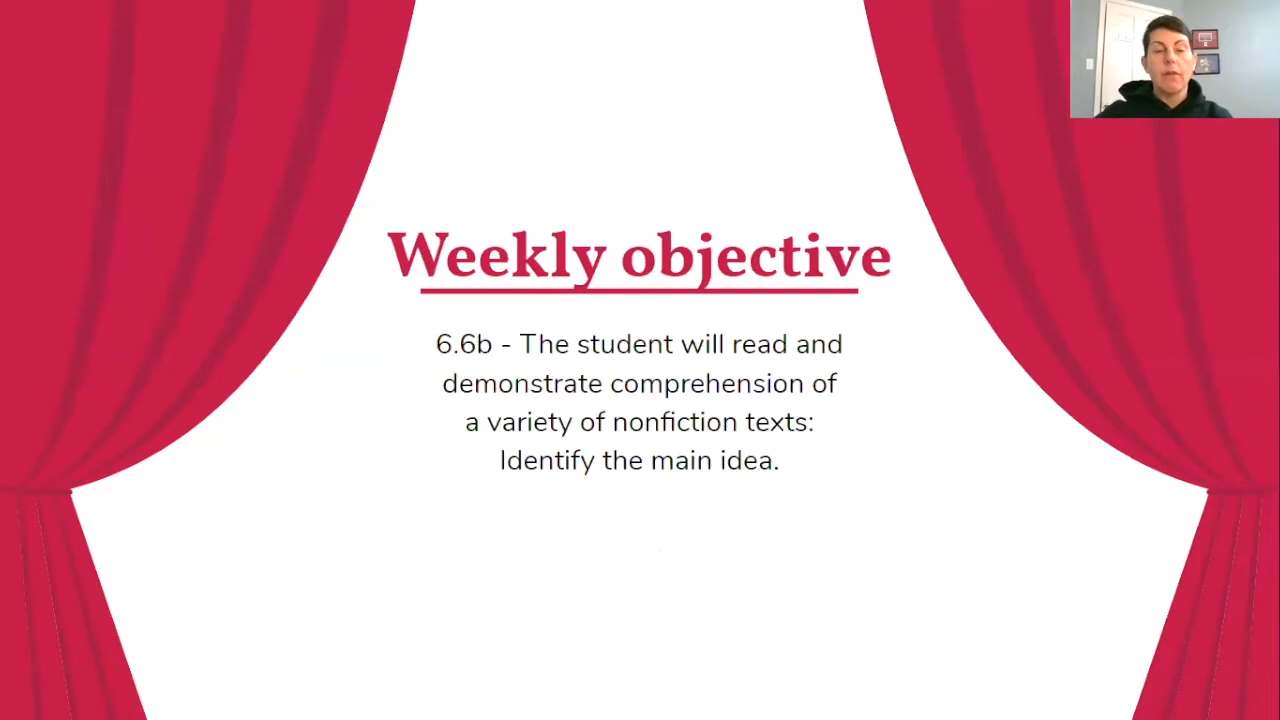 Weekly objective
6.6b - The student will read and
demonstrate comprehension of
a variety of nonfiction texts:
Identify the main idea.